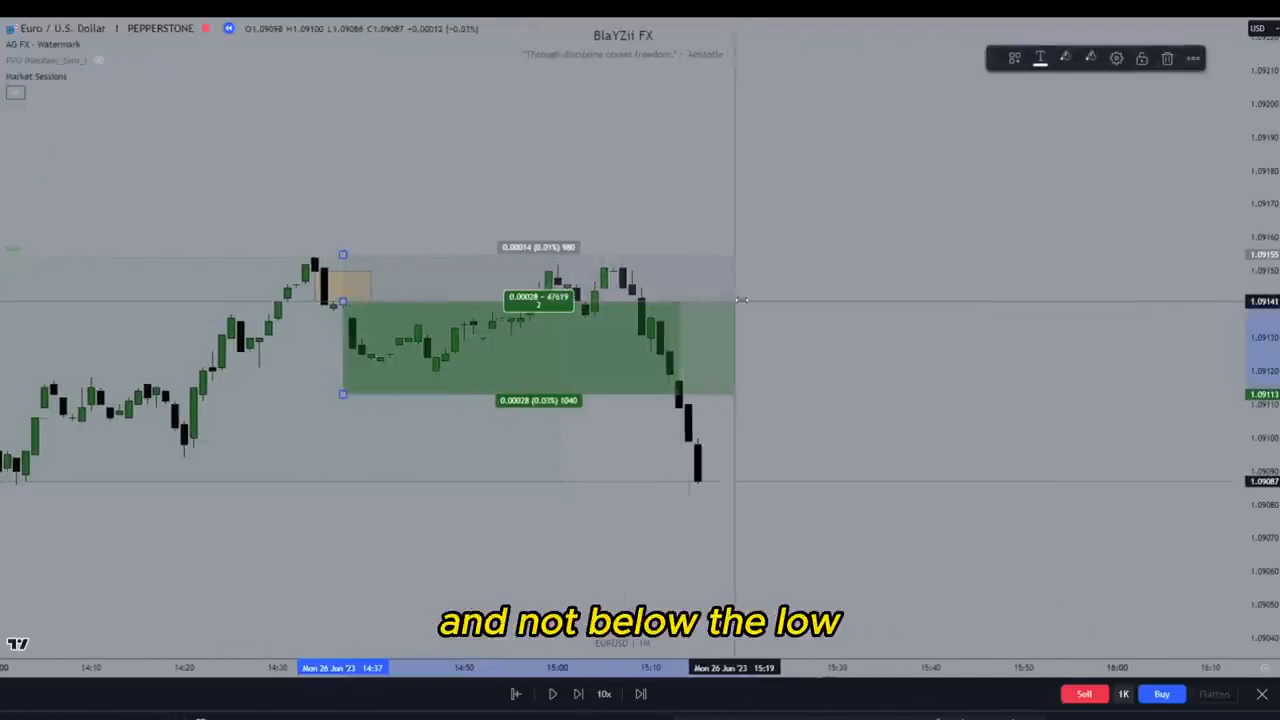 Euro / U.S. Dollar 1 PEPPERSTONE O1.09098 H1.09100 L1.09086 C1.09087 −0.00012 (−0.01%)
BlaYZii FX
USD
AG FX - Watermark
"Through discipline comes freedom." - Aristotle
Market Sessions
1.09210
1.09200
1.09190
1.09180
1.09170
1.09160
1.09155
1.09150
1.09141
1.09130
1.09120
1.09113
1.09110
1.09100
1.09090
1.09087
1.09080
1.09070
1.09060
1.09050
1.09040
0.00014 (0.01%) 980
0.00028 ~ 47619
2
0.00028 (0.03%) 1040
and not below the low
EURUSD 1M
:00 14:10 14:20 14:30 Mon 26 Jun '23 14:37 14:50 15:00 15:10 Mon 26 Jun '23 15:19 15:30 15:40 15:50 16:00 16:10
10x Sell 1K Buy Flatten